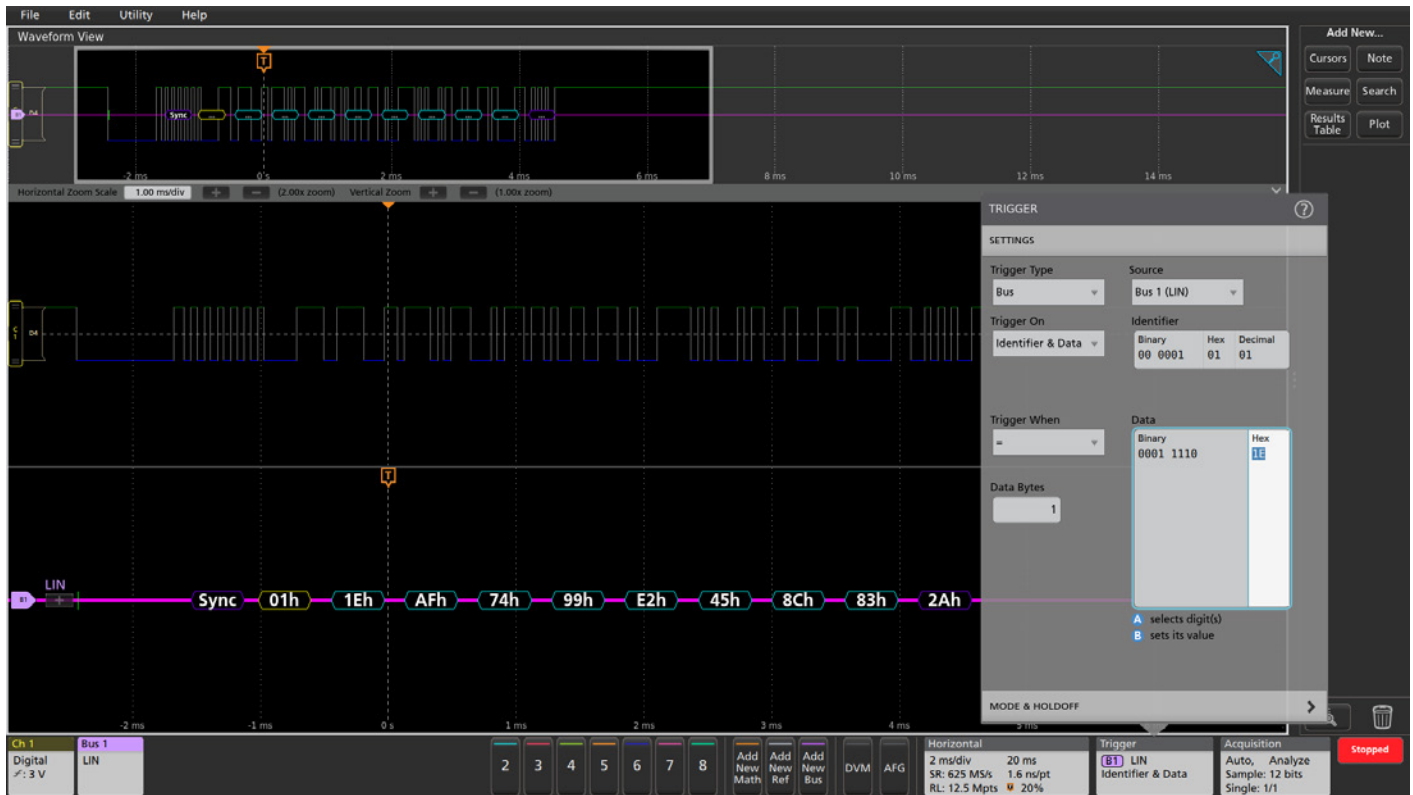 File Edit Utility Help
Waveform View
Add New...
Cursors Note
Measure Search
Results Table Plot
T
D4
Sync
-2 ms 0 s 2 ms 4 ms 6 ms 8 ms 10 ms 12 ms 14 ms
Horizontal Zoom Scale 1.00 ms/div + — (2.00x zoom) Vertical Zoom + — (1.00x zoom)
TRIGGER ?
SETTINGS
Trigger Type Source
Bus Bus 1 (LIN)
Trigger On Identifier
Identifier & Data Binary Hex Decimal
00 0001 01 01
C 1 D4
Trigger When Data
= Binary Hex
0001 1110 1E
Data Bytes
1
T
LIN
B1 + Sync 01h 1Eh AFh 74h 99h E2h 45h 8Ch 83h 2Ah
A selects digit(s)
B sets its value
MODE & HOLDOFF
-2 ms -1 ms 0 s 1 ms 2 ms 3 ms 4 ms 5 ms
Ch 1
Digital
: 3 V
Bus 1
LIN
2 3 4 5 6 7 8
Add New Math
Add New Ref
Add New Bus
DVM AFG
Horizontal
2 ms/div 20 ms
SR: 625 MS/s 1.6 ns/pt
RL: 12.5 Mpts 20%
Trigger
B1 LIN
Identifier & Data
Acquisition
Auto, Analyze
Sample: 12 bits
Single: 1/1
Stopped